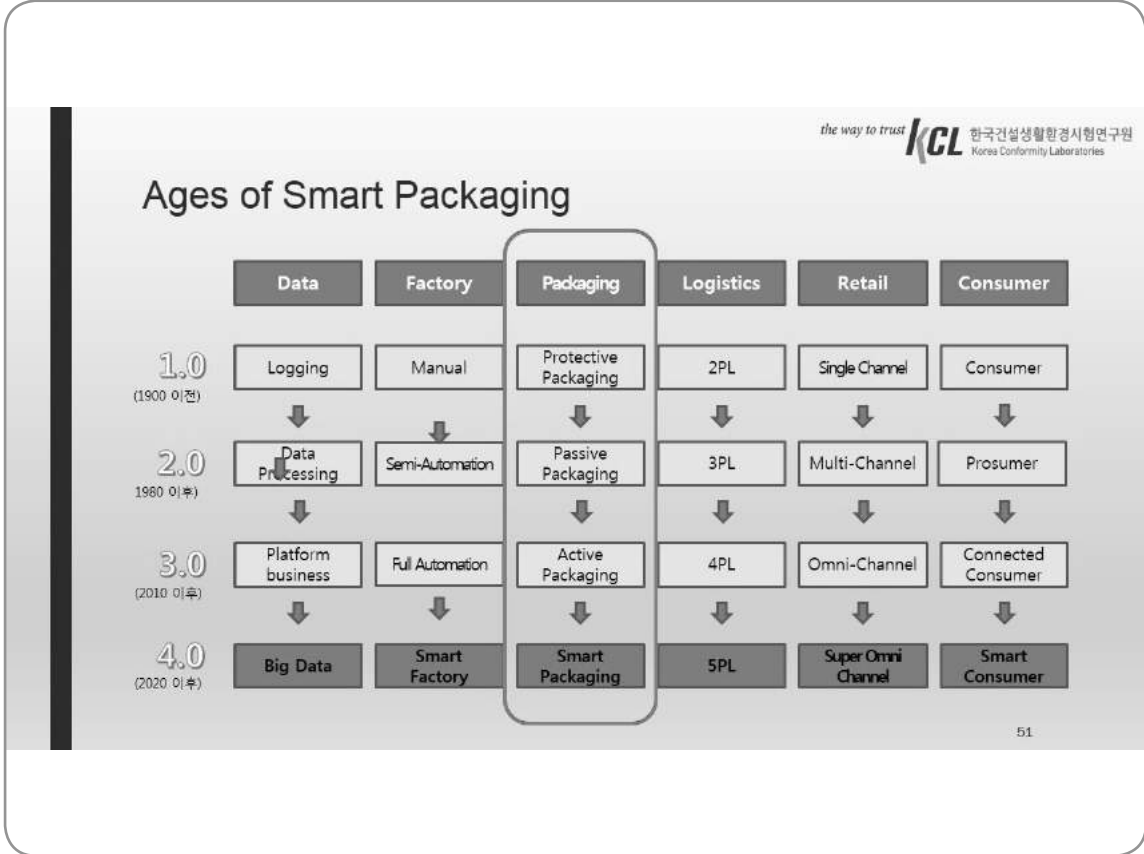 the way to trust KCL 한국건설생활환경시험연구원
Korea Conformity Laboratories
Ages of Smart Packaging
Data Factory Packaging Logistics Retail Consumer
1.0
(1900 이전)
Logging
Manual
Protective
Packaging
2PL
Single Channel
Consumer
2.0
1980 이후)
Data
Processing
Semi-Automation
Passive
Packaging
3PL
Multi-Channel
Prosumer
3.0
(2010 이후)
Platform
business
Full Automation
Active
Packaging
4PL
Omni-Channel
Connected
Consumer
4.0
(2020 이후)
Big Data
Smart
Factory
Smart
Packaging
5PL
Super Omni
Channel
Smart
Consumer
51